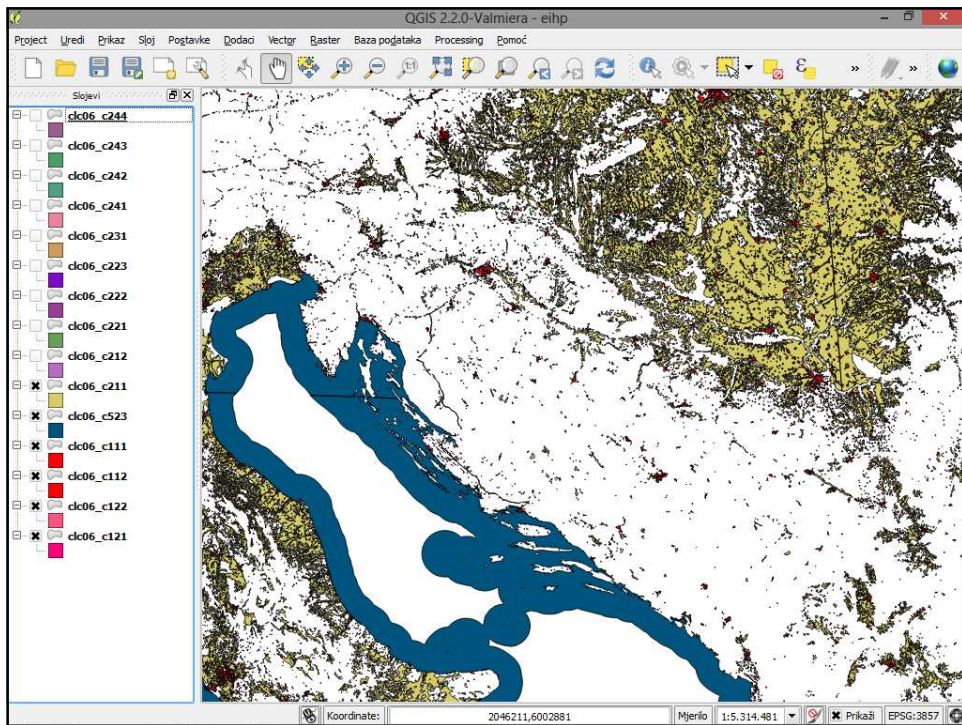 QGIS 2.2.0-Valmiera - eihp
Project Uredi Prikaz Sloj Postavke Dodaci Vector Raster Baza podataka Processing Pomoć
Slojevi
clc06_c244
clc06_c243
clc06_c242
clc06_c241
clc06_c231
clc06_c223
clc06_c222
clc06_c221
clc06_c212
clc06_c211
clc06_c523
clc06_c111
clc06_c112
clc06_c122
clc06_c121
Koordinate: 2046211,6002881 Mjerilo 1:5.314.481 Prikaži EPSG:3857